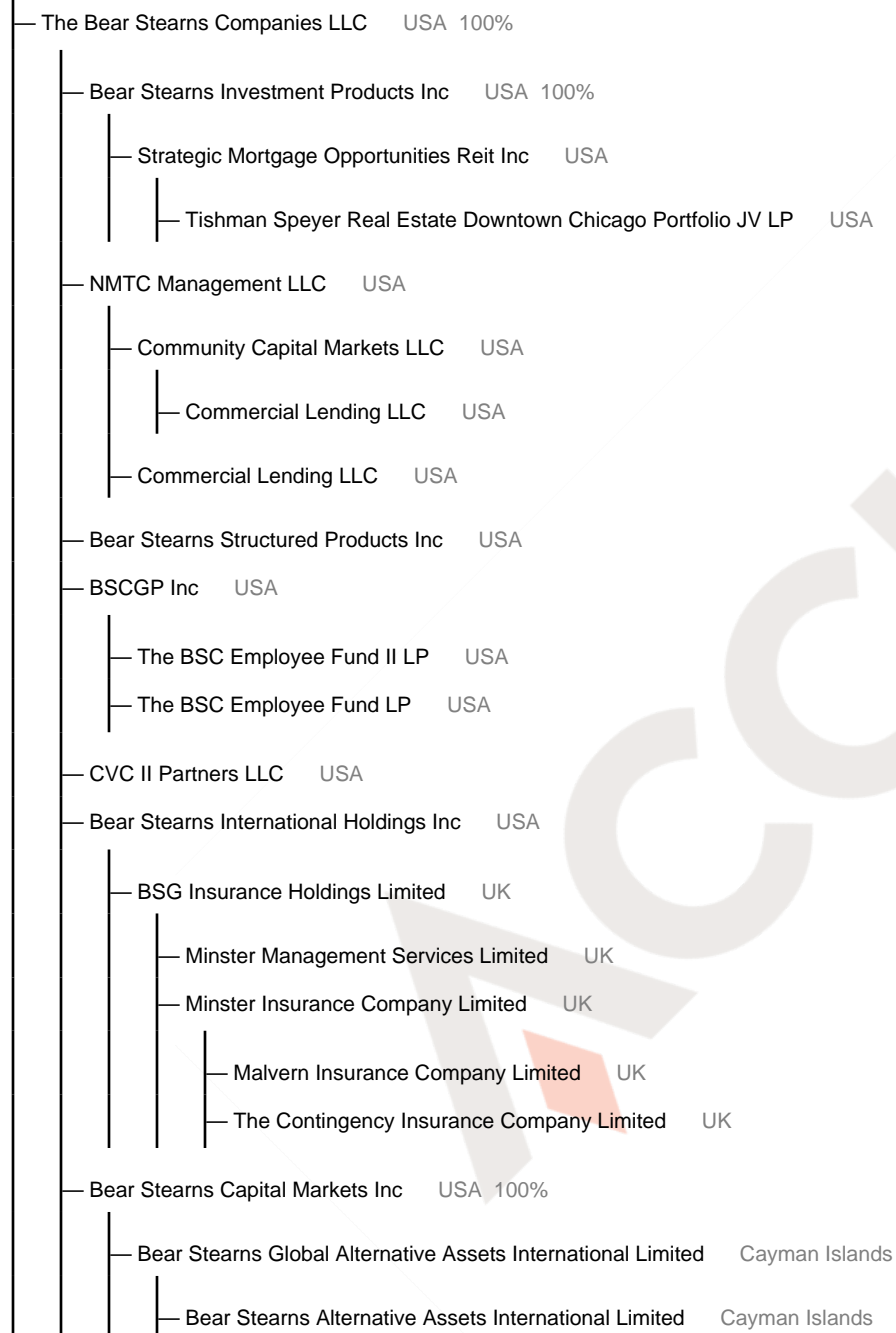 The Bear Stearns Companies LLC USA 100%
Bear Stearns Investment Products Inc USA 100%
Strategic Mortgage Opportunities Reit Inc USA
Tishman Speyer Real Estate Downtown Chicago Portfolio JV LP USA
NMTC Management LLC USA
Community Capital Markets LLC USA
Commercial Lending LLC USA
Commercial Lending LLC USA
Bear Stearns Structured Products Inc USA
BSCGP Inc USA
The BSC Employee Fund II LP USA
The BSC Employee Fund LP USA
CVC II Partners LLC USA
Bear Stearns International Holdings Inc USA
BSG Insurance Holdings Limited UK
Minster Management Services Limited UK
Minster Insurance Company Limited UK
Malvern Insurance Company Limited UK
The Contingency Insurance Company Limited UK
Bear Stearns Capital Markets Inc USA 100%
Bear Stearns Global Alternative Assets International Limited Cayman Islands
Bear Stearns Alternative Assets International Limited Cayman Islands